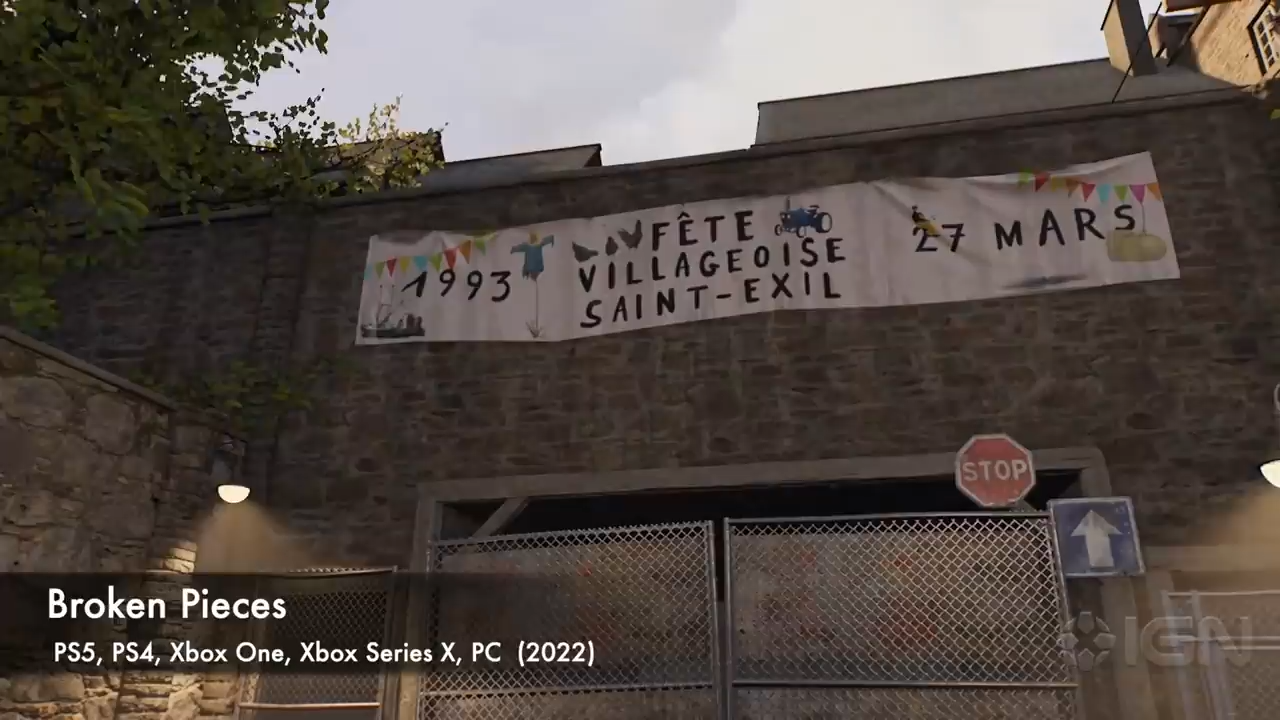 1993
FÊTE
VILLAGEOISE
SAINT-EXIL
27 MARS
STOP
Broken Pieces
PS5, PS4, Xbox One, Xbox Series X, PC (2022)
IGN